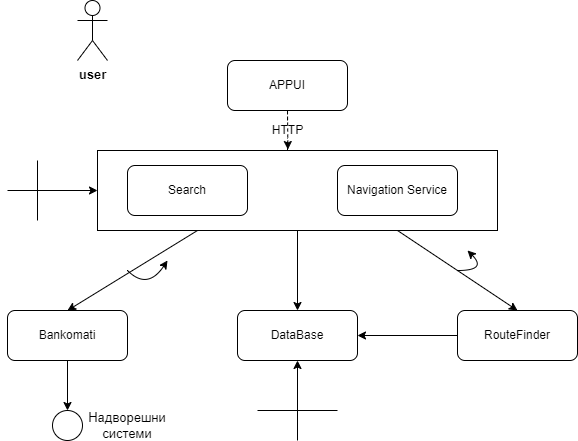 user
APPUI
HTTP
Search
Navigation Service
Bankomati
DataBase
RouteFinder
Надворешни
системи